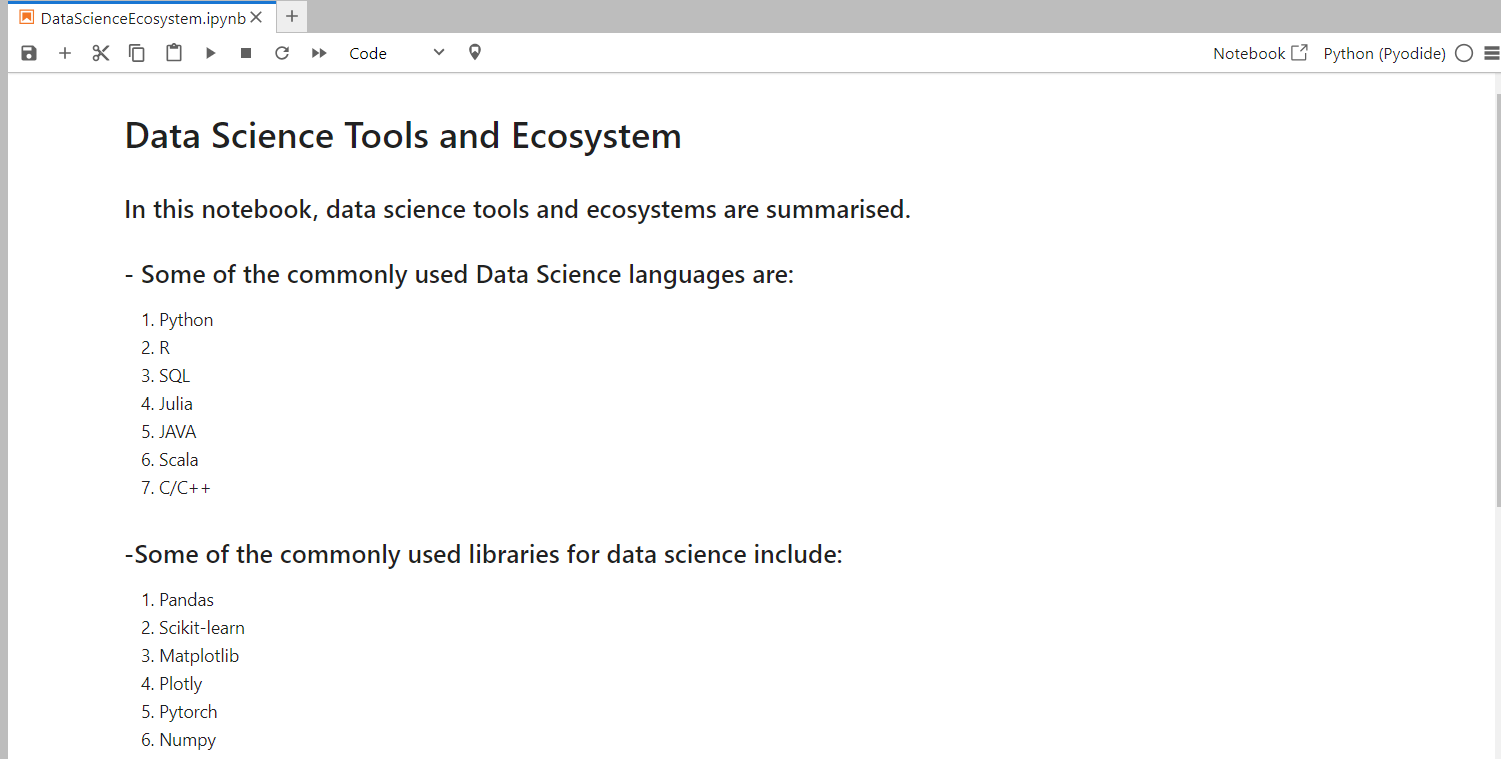 DataScienceEcosystem.ipynb
Code
Notebook
Python (Pyodide)
Data Science Tools and Ecosystem
In this notebook, data science tools and ecosystems are summarised.
- Some of the commonly used Data Science languages are:
1. Python
2. R
3. SQL
4. Julia
5. JAVA
6. Scala
7. C/C++
-Some of the commonly used libraries for data science include:
1. Pandas
2. Scikit-learn
3. Matplotlib
4. Plotly
5. Pytorch
6. Numpy